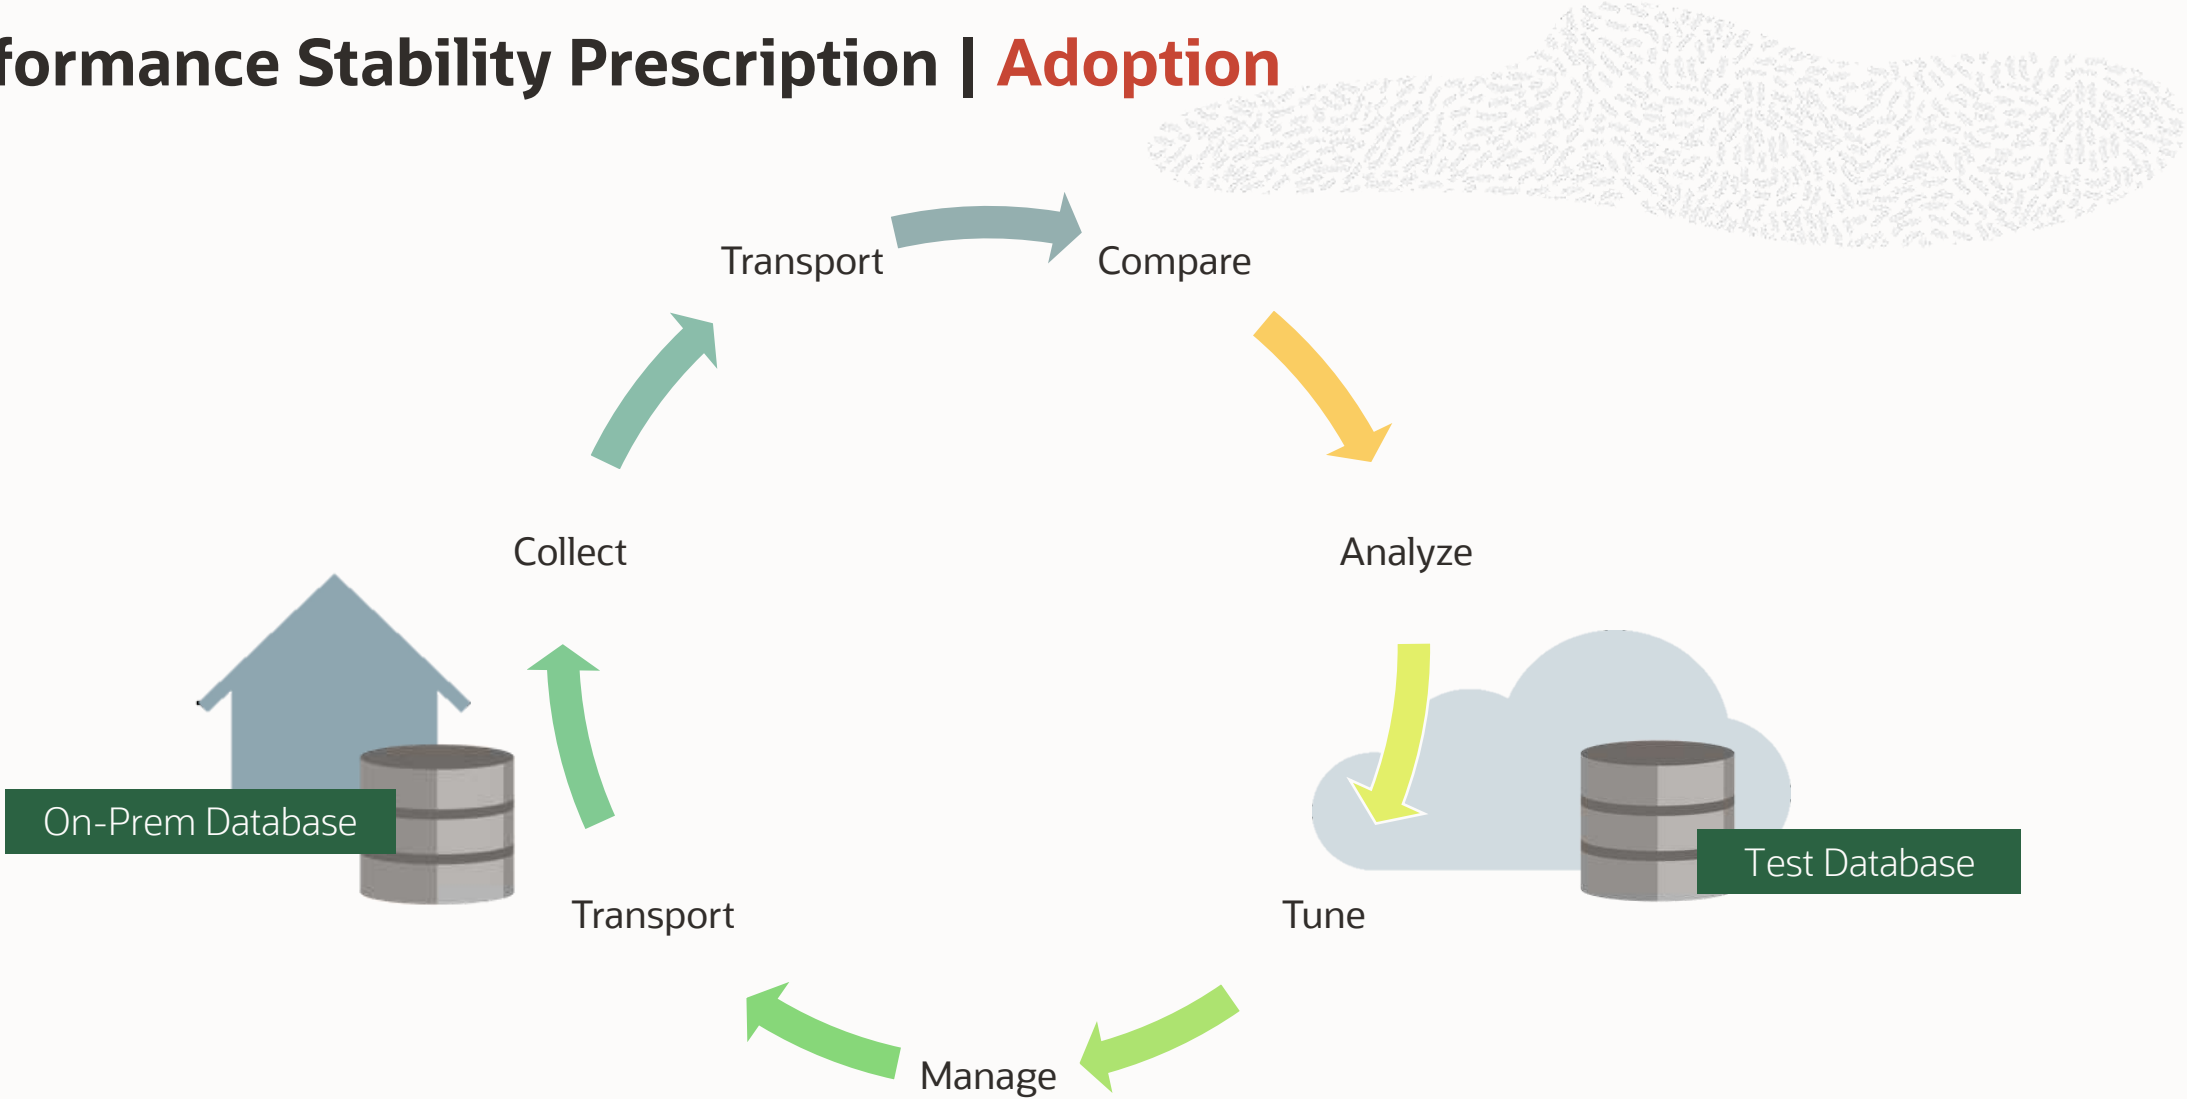 formance Stability Prescription | Adoption
Transport
Compare
Collect
Analyze
On-Prem Database
Test Database
Transport
Tune
Manage